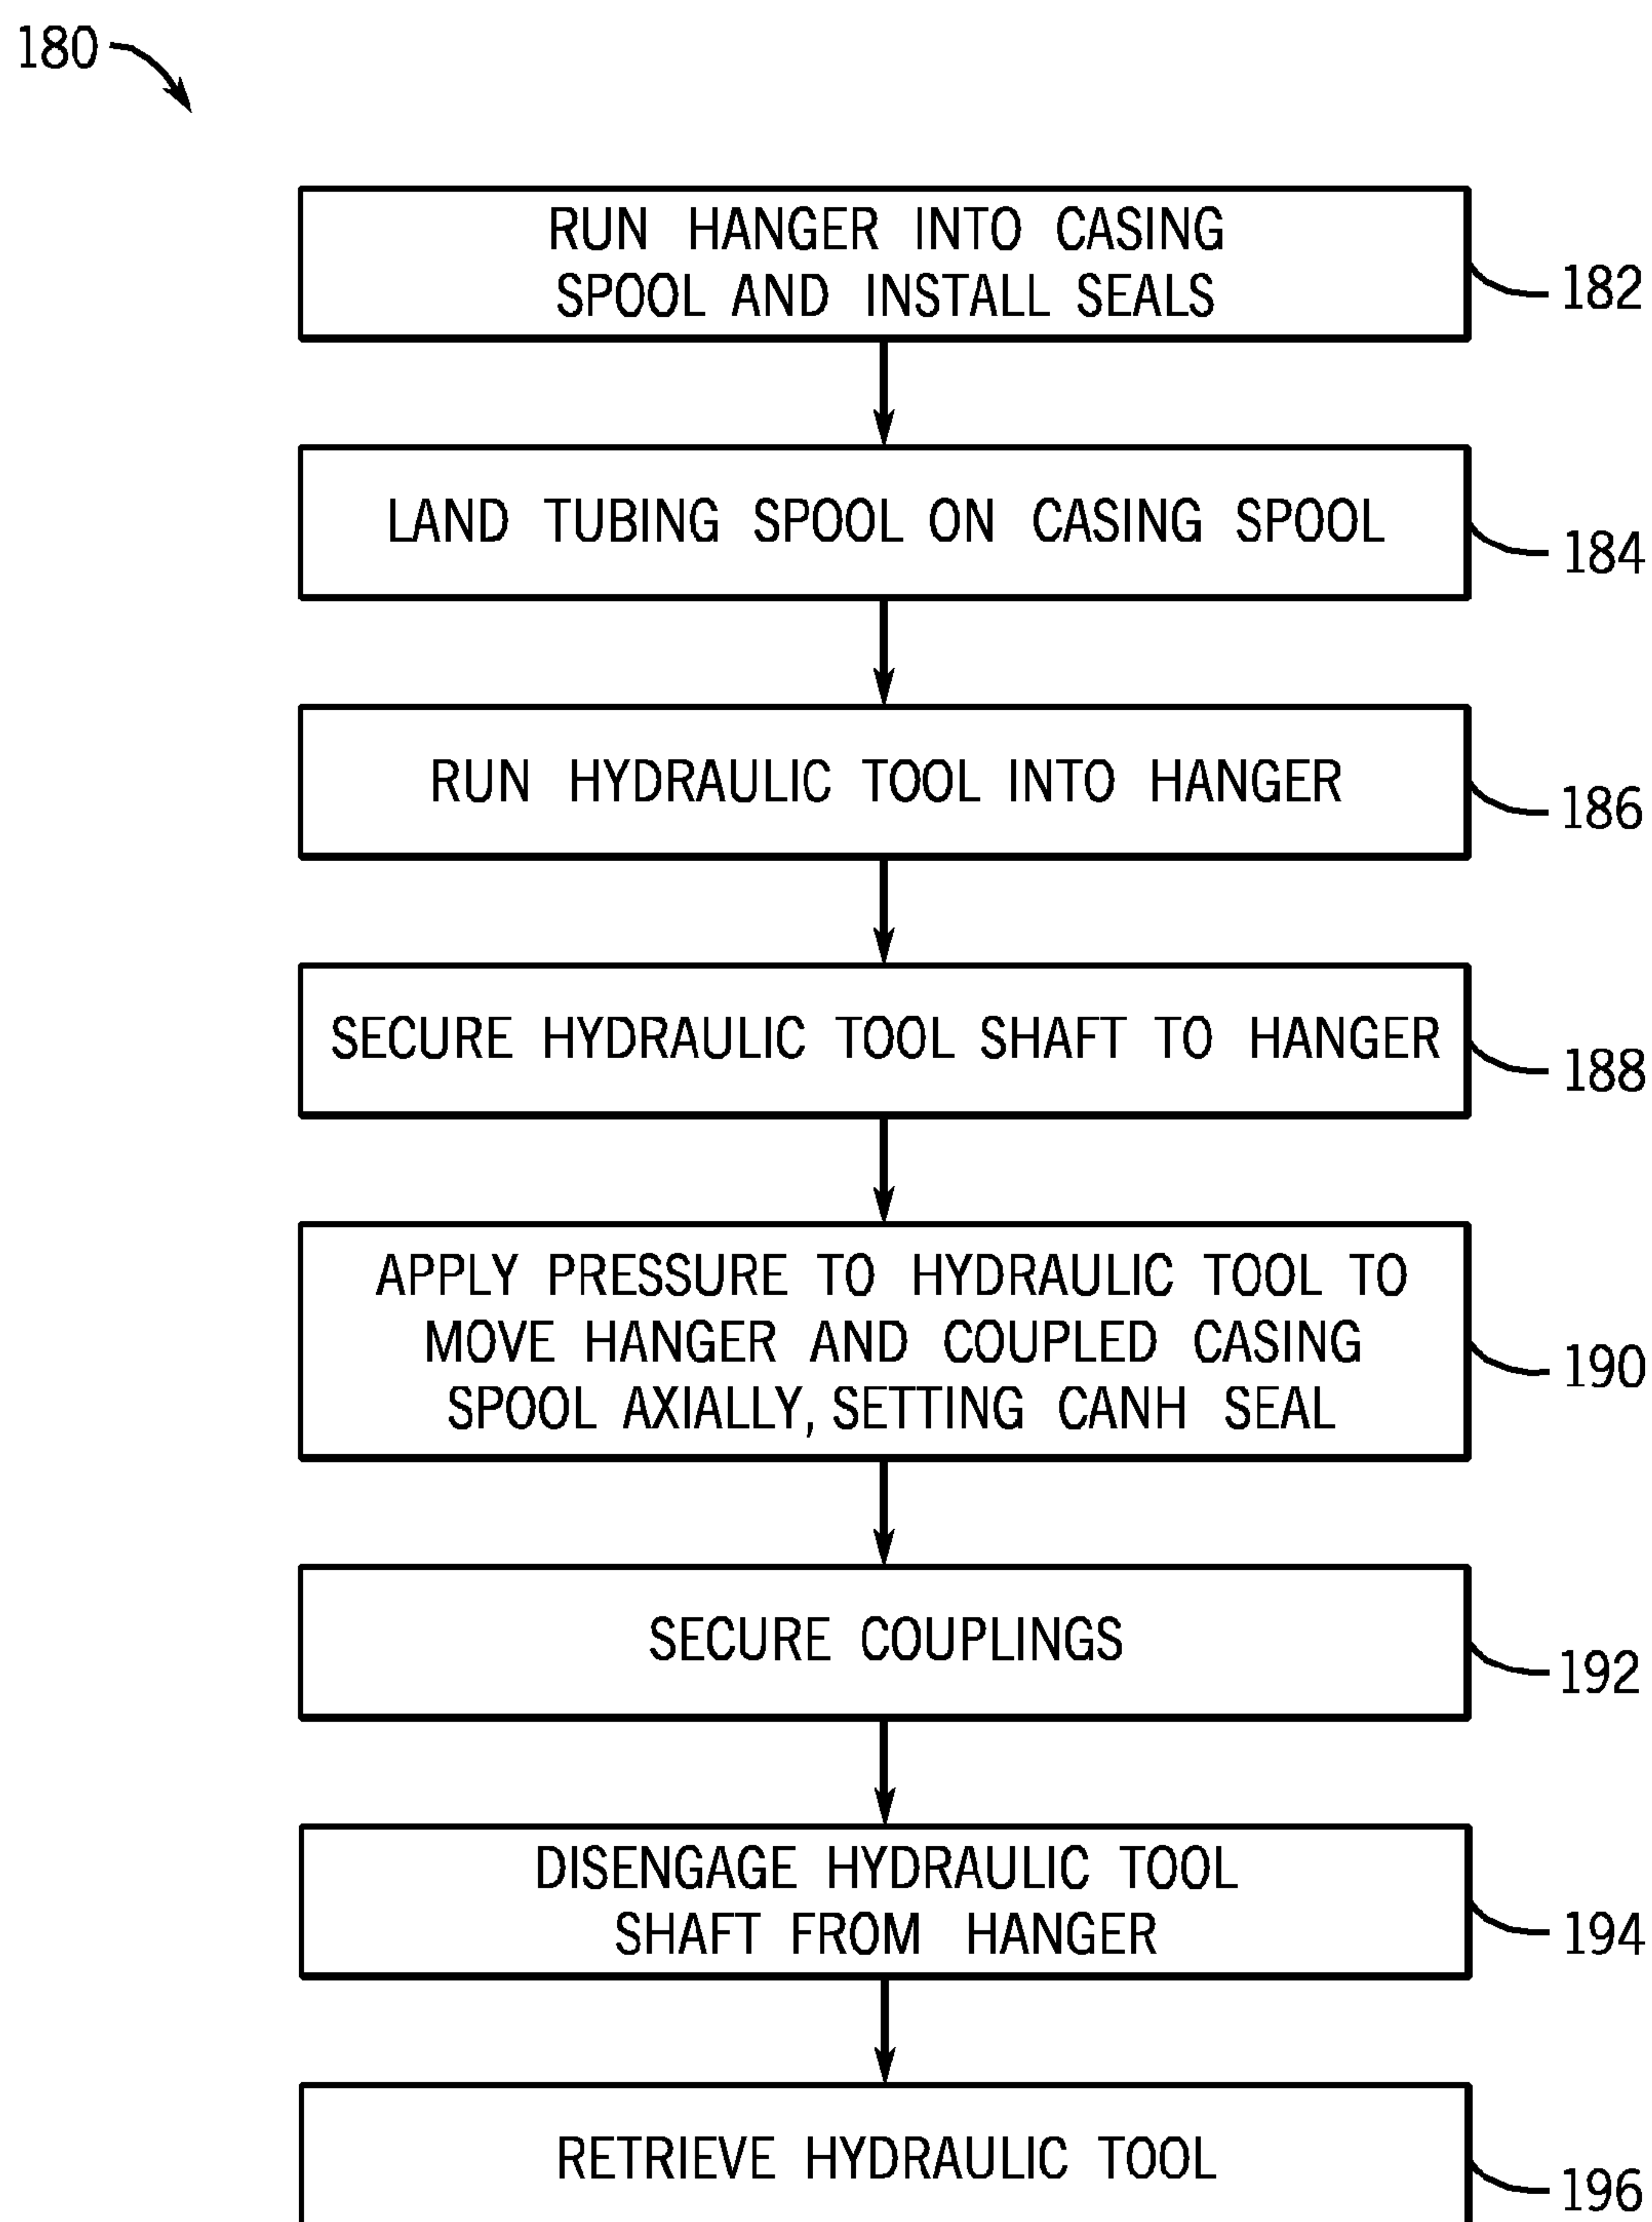 180
RUN HANGER INTO CASING
SPOOL AND INSTALL SEALS
182
LAND TUBING SPOOL ON CASING SPOOL
184
RUN HYDRAULIC TOOL INTO HANGER
186
SECURE HYDRAULIC TOOL SHAFT TO HANGER
188
APPLY PRESSURE TO HYDRAULIC TOOL TO
MOVE HANGER AND COUPLED CASING
SPOOL AXIALLY, SETTING CANH SEAL
190
SECURE COUPLINGS
192
DISENGAGE HYDRAULIC TOOL
SHAFT FROM HANGER
194
RETRIEVE HYDRAULIC TOOL
196